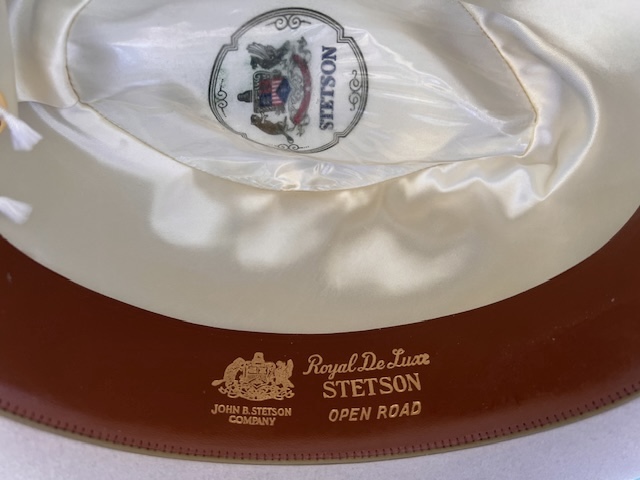 STETSON
Royal De Luxe
STETSON
OPEN ROAD
JOHN B. STETSON
COMPANY